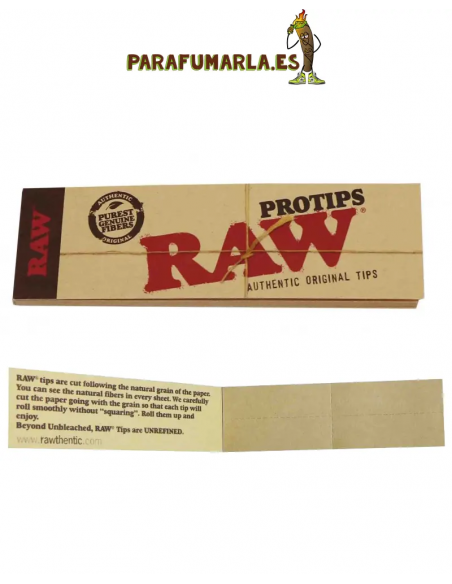 PARAFUMARLA.ES
RAW
AUTHENTIC
PUREST
GENUINE
FIBERS
ORIGINAL
PROTIPS
RAW®
AUTHENTIC ORIGINAL TIPS
RAW® tips are cut following the natural grain of the paper.
You can see the natural fibers in every sheet. We carefully
cut the paper going with the grain so that each tip will
roll smoothly without "squaring". Roll them up and
enjoy.
Beyond Unbleached, RAW® Tips are UNREFINED.
www.rawthentic.com